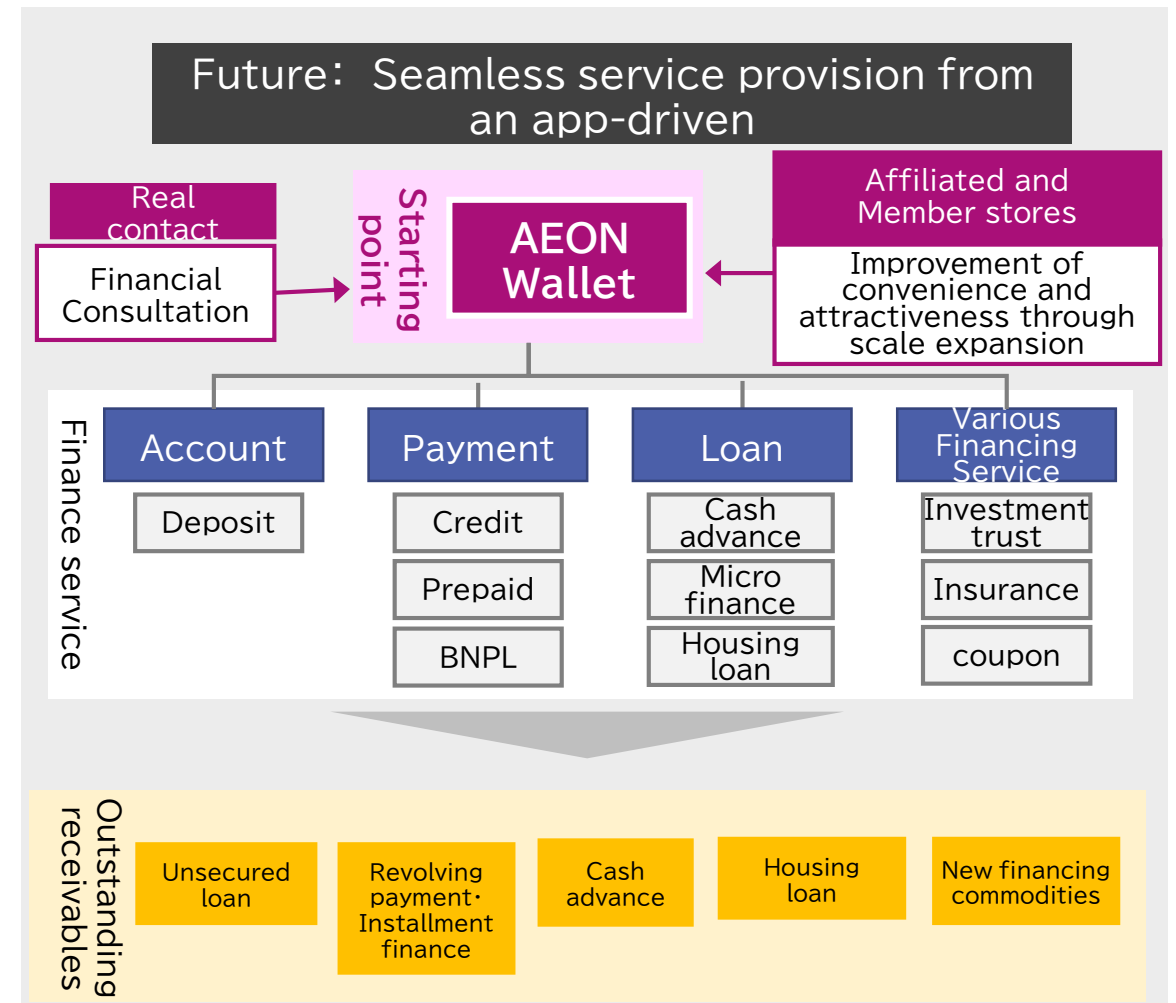 Future: Seamless service provision from
an app-driven
Real
contact
Financial
Consultation
Starting
point
AEON
Wallet
Affiliated and
Member stores
Improvement of
convenience and
attractiveness through
scale expansion
Finance service
Account
Deposit
Payment
Credit
Prepaid
BNPL
Loan
Cash
advance
Micro
finance
Housing
loan
Various
Financing
Service
Investment
trust
Insurance
coupon
Outstanding
receivables
Unsecured
loan
Revolving
payment・
Installment
finance
Cash
advance
Housing
loan
New financing
commodities